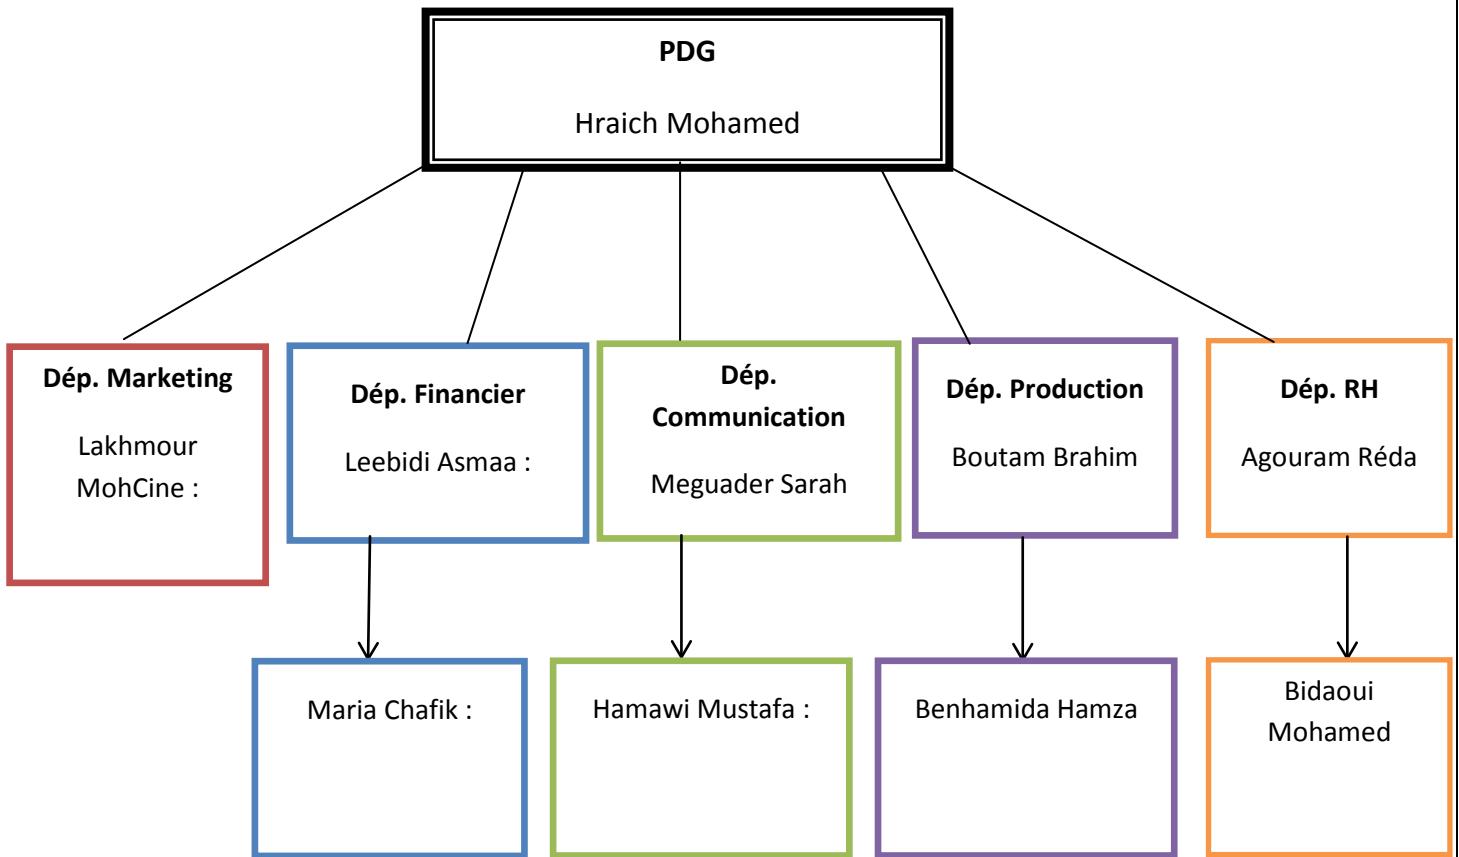 PDG
Hraich Mohamed
Dép. Marketing
Lakhmour
MohCine :
Dép. Financier
Leebidi Asmaa :
Dép.
Communication
Meguader Sarah
Dép. Production
Boutam Brahim
Dép. RH
Agouram Réda
Maria Chafik :
Hamawi Mustafa :
Benhamida Hamza
Bidaoui
Mohamed